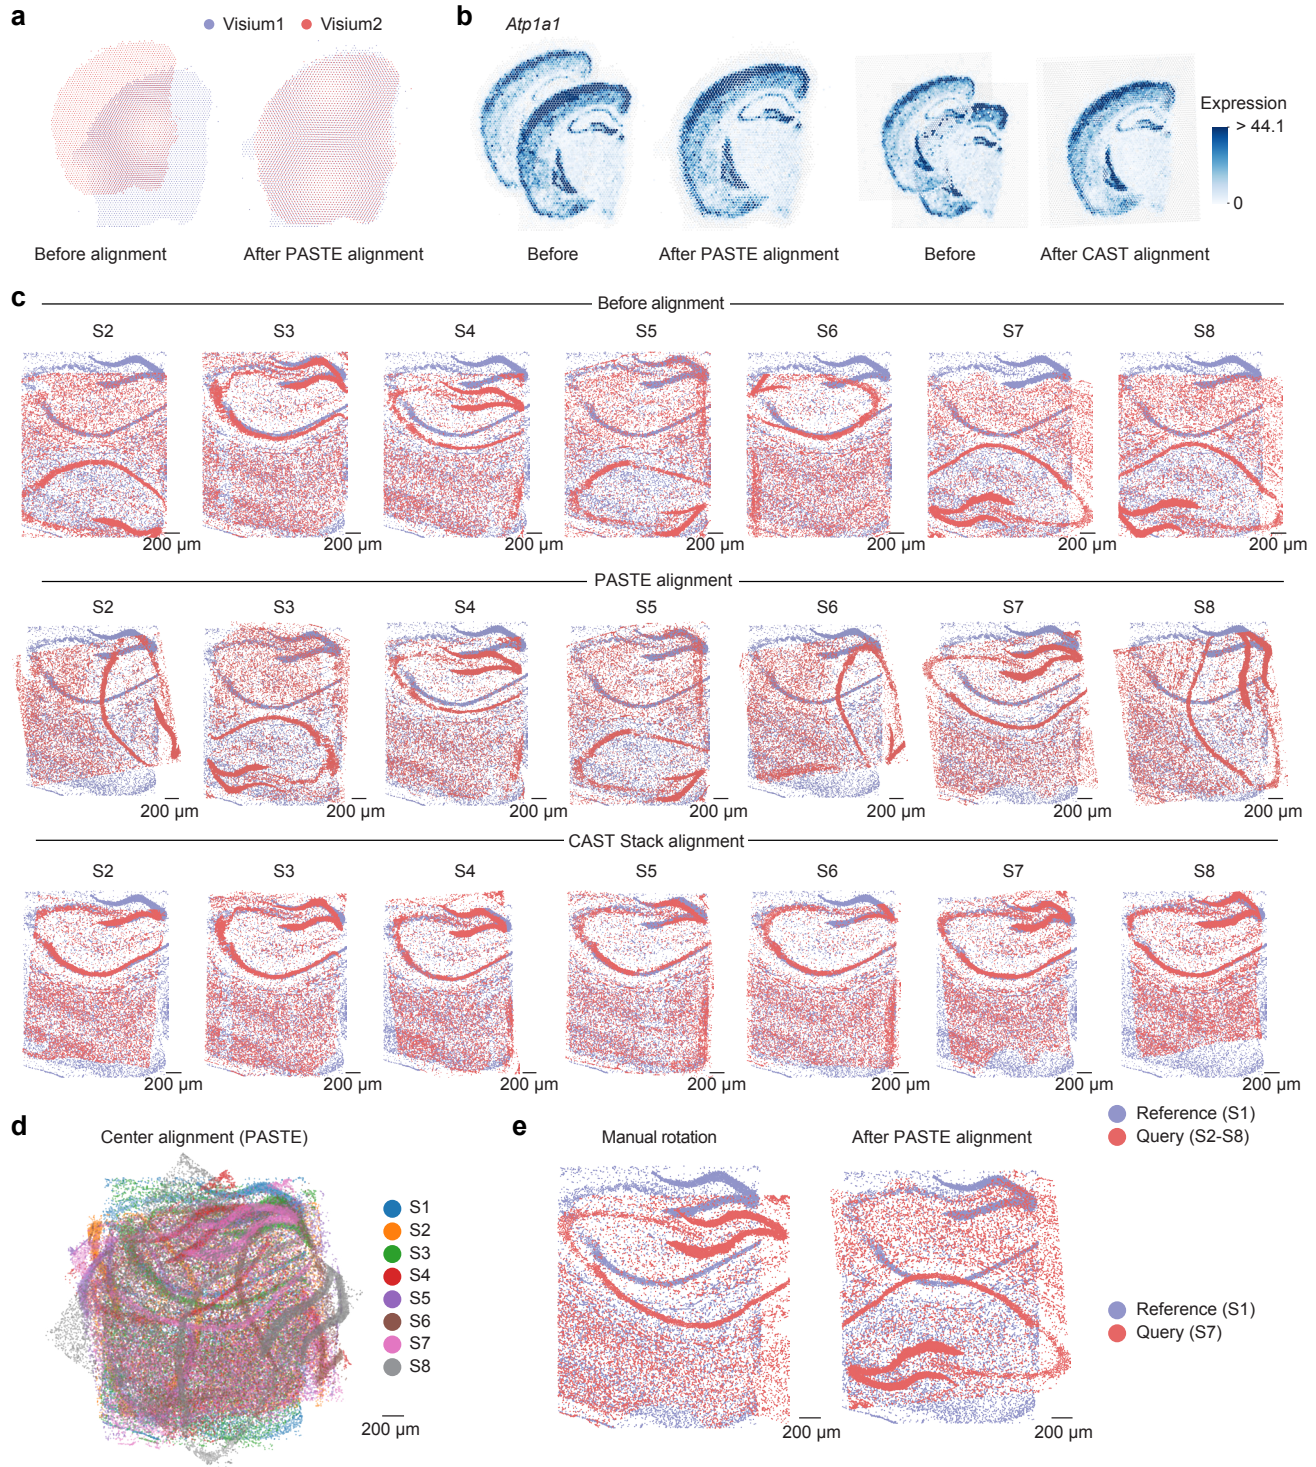 a
Visium1
Visium2
Before alignment
After PASTE alignment
b
Atp1a1
Before
After PASTE alignment
Before
After CAST alignment
Expression
> 44.1
0
c
Before alignment
S2 S3 S4 S5 S6 S7 S8
200 µm 200 µm 200 µm 200 µm 200 µm 200 µm 200 µm
PASTE alignment
S2 S3 S4 S5 S6 S7 S8
200 µm 200 µm 200 µm 200 µm 200 µm 200 µm 200 µm
CAST Stack alignment
S2 S3 S4 S5 S6 S7 S8
200 µm 200 µm 200 µm 200 µm 200 µm 200 µm 200 µm
Reference (S1)
Query (S2-S8)
d
Center alignment (PASTE)
S1
S2
S3
S4
S5
S6
S7
S8
200 µm
e
Manual rotation
After PASTE alignment
200 µm 200 µm
Reference (S1)
Query (S7)